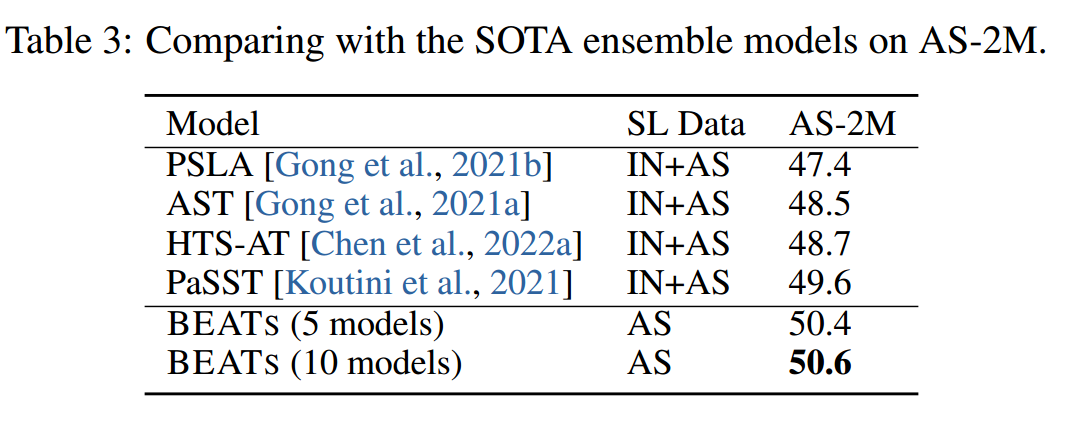 Table 3: Comparing with the SOTA ensemble models on AS-2M.
Model SL Data AS-2M
PSLA [Gong et al., 2021b] IN+AS 47.4
AST [Gong et al., 2021a] IN+AS 48.5
HTS-AT [Chen et al., 2022a] IN+AS 48.7
PaSST [Koutini et al., 2021] IN+AS 49.6
BEATS (5 models) AS 50.4
BEATS (10 models) AS 50.6